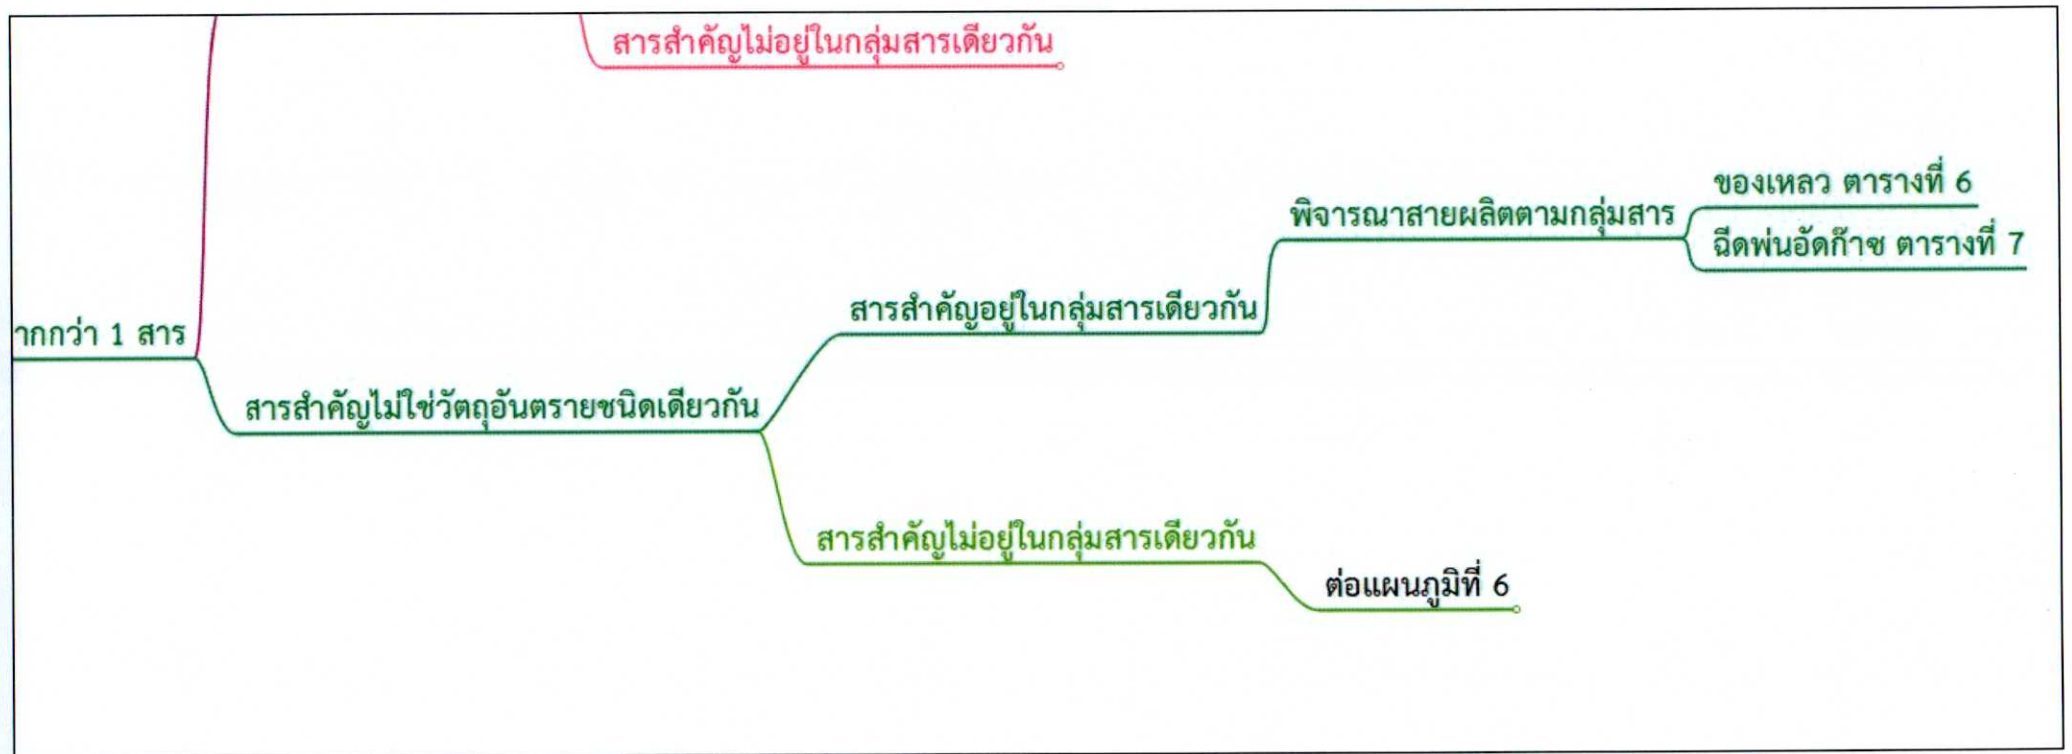 สารสำคัญไม่อยู่ในกลุ่มสารเดียวกัน
ของเหลว ตารางที่ 6
พิจารณาสายผลิตตามกลุ่มสาร
ฉีดพ่นอัดก๊าซ ตารางที่ 7
สารสำคัญอยู่ในกลุ่มสารเดียวกัน
ากกว่า 1 สาร
สารสำคัญไม่ใช่วัตถุอันตรายชนิดเดียวกัน
สารสำคัญไม่อยู่ในกลุ่มสารเดียวกัน
ต่อแผนภูมิที่ 6